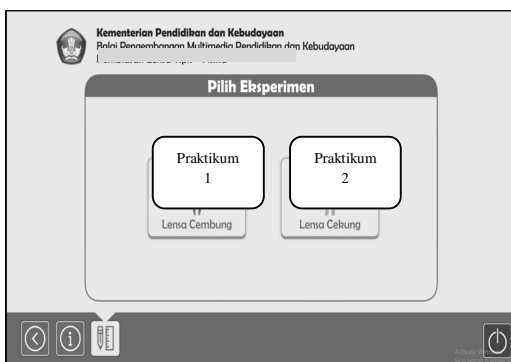 Kementerian Pendidikan dan Kebudayaan
Balai Pengembangan Multimedia Pendidikan dan Kebudayaan
Pilih Eksperimen
Praktikum
1
Praktikum
2
Lensa Cembung
Lensa Cekung